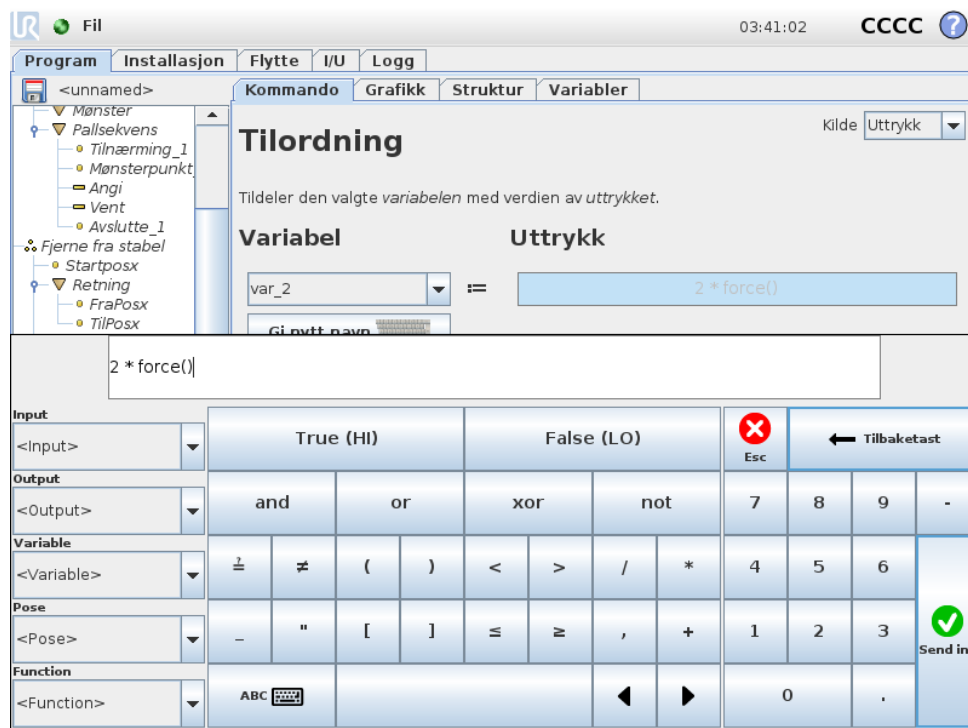 UR Fil 03:41:02 CCCC ?
Program Installasjon Flytte I/U Logg
<unnamed> Kommando Grafikk Struktur Variabler
Mønster
Pallsekvens
Tilnærming_1
Mønsterpunkt
Angi
Vent
Avslutte_1
Fjerne fra stabel
Startposx
Retning
FraPosx
TilPosx
Tilordning
Kilde Uttrykk
Tildeler den valgte variabelen med verdien av uttrykket.
Variabel Uttrykk
var_2 := 2 * force()
Gi nytt navn
2 * force()
Input
<Input>
Output
<Output>
Variable
<Variable>
Pose
<Pose>
Function
<Function>
True (HI) False (LO) Esc Tilbaketast
and or xor not 7 8 9 -
≟ ≠ ( ) < > / * 4 5 6
_ " [ ] ≤ ≥ , + 1 2 3 Send in
ABC 0 .